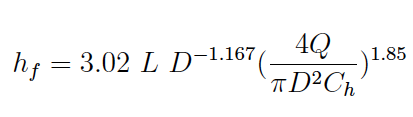 h_f = 3.02 L D^{-1.167} (\frac{4Q}{\pi D^2 C_h})^{1.85}